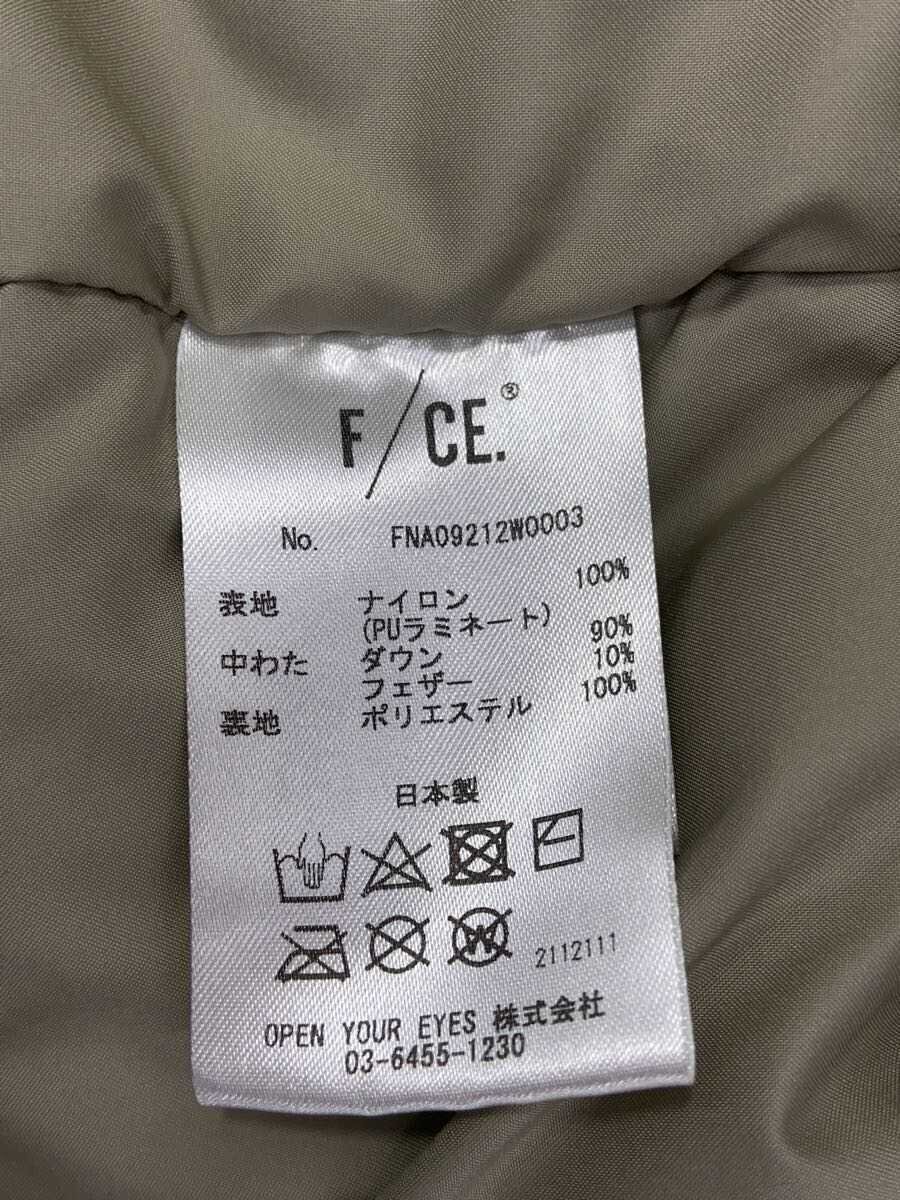 F/CE.®
No. FNA09212W0003
表地 ナイロン 100%
(PUラミネート)
中わた ダウン 90%
フェザー 10%
裏地 ポリエステル 100%
日本製
W
2112111
OPEN YOUR EYES 株式会社
03-6455-1230